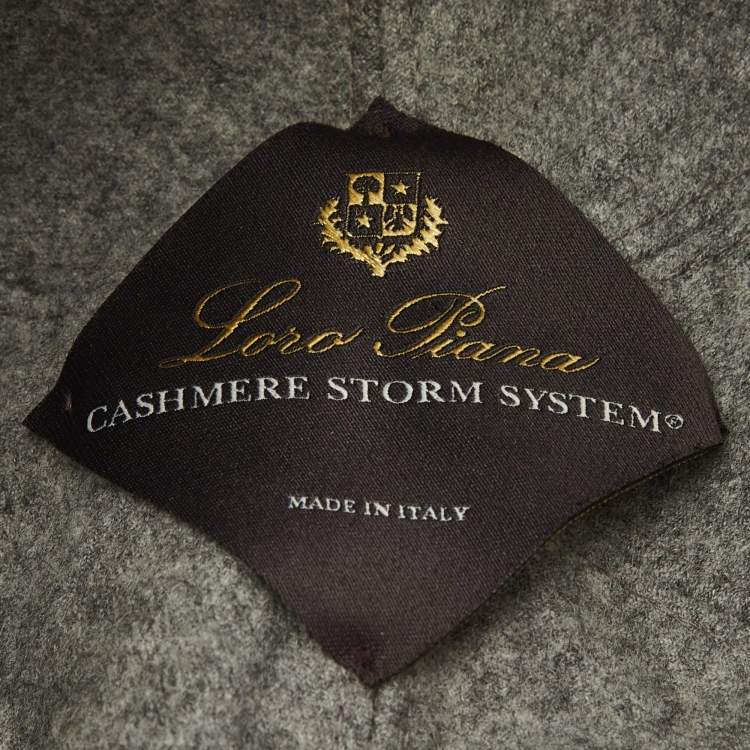 Loro Piana
CASHMERE STORM SYSTEM®
MADE IN ITALY